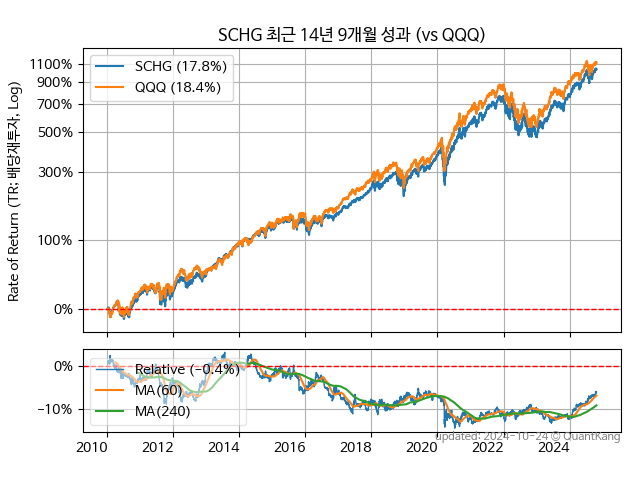 SCHG 최근 14년 9개월 성과 (vs QQQ)
Rate of Return (TR; 배당재투자, Log)
1100%
900%
700%
500%
300%
100%
0%
SCHG (17.8%)
QQQ (18.4%)
0%
−10%
Relative (−0.4%)
MA(60)
MA(240)
2010 2012 2014 2016 2018 2020 2022 2024
updated: 2024-10-24 © QuantKang